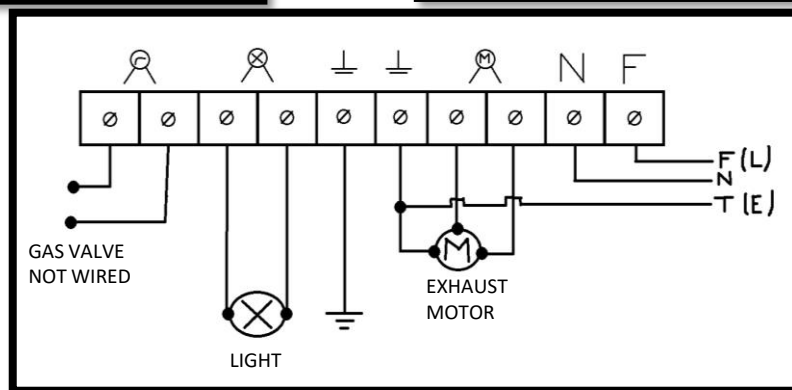 M N F
F (L)
N
T (E)
GAS VALVE
NOT WIRED
M
EXHAUST
MOTOR
LIGHT